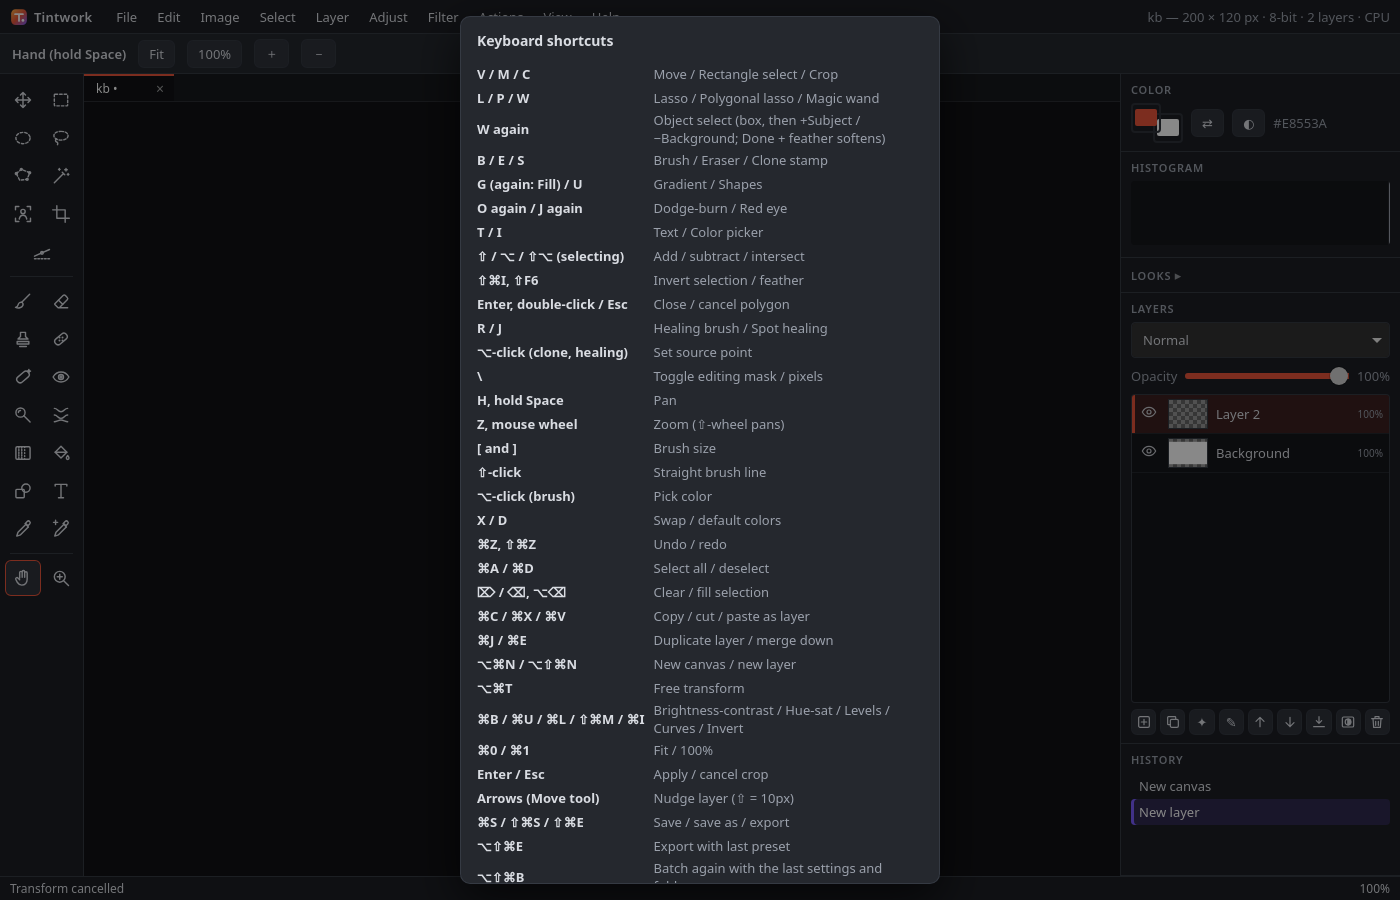 Tintwork
File Edit Image Select Layer Adjust Filter
kb — 200 × 120 px · 8-bit · 2 layers · CPU
Hand (hold Space) Fit 100% + −
kb • ×
Keyboard shortcuts
V / M / C Move / Rectangle select / Crop
L / P / W Lasso / Polygonal lasso / Magic wand
W again Object select (box, then +Subject /
−Background; Done + feather softens)
B / E / S Brush / Eraser / Clone stamp
G (again: Fill) / U Gradient / Shapes
O again / J again Dodge-burn / Red eye
T / I Text / Color picker
⇧ / ⌥ / ⇧⌥ (selecting) Add / subtract / intersect
⇧⌘I, ⇧F6 Invert selection / feather
Enter, double-click / Esc Close / cancel polygon
R / J Healing brush / Spot healing
⌥-click (clone, healing) Set source point
\ Toggle editing mask / pixels
H, hold Space Pan
Z, mouse wheel Zoom (⇧-wheel pans)
[ and ] Brush size
⇧-click Straight brush line
⌥-click (brush) Pick color
X / D Swap / default colors
⌘Z, ⇧⌘Z Undo / redo
⌘A / ⌘D Select all / deselect
⌦ / ⌫, ⌥⌫ Clear / fill selection
⌘C / ⌘X / ⌘V Copy / cut / paste as layer
⌘J / ⌘E Duplicate layer / merge down
⌥⌘N / ⌥⇧⌘N New canvas / new layer
⌥⌘T Free transform
⌘B / ⌘U / ⌘L / ⇧⌘M / ⌘I Brightness-contrast / Hue-sat / Levels /
Curves / Invert
⌘0 / ⌘1 Fit / 100%
Enter / Esc Apply / cancel crop
Arrows (Move tool) Nudge layer (⇧ = 10px)
⌘S / ⇧⌘S / ⇧⌘E Save / save as / export
⌥⇧⌘E Export with last preset
⌥⇧⌘B Batch again with the last settings and
COLOR
#E8553A
HISTOGRAM
LOOKS ▸
LAYERS
Normal
Opacity 100%
Layer 2 100%
Background 100%
HISTORY
New canvas
New layer
Transform cancelled
100%